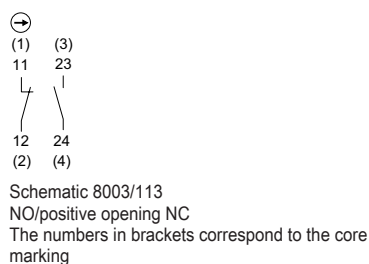 (1) (3)
11 23
12 24
(2) (4)
Schematic 8003/113
NO/positive opening NC
The numbers in brackets correspond to the core
marking